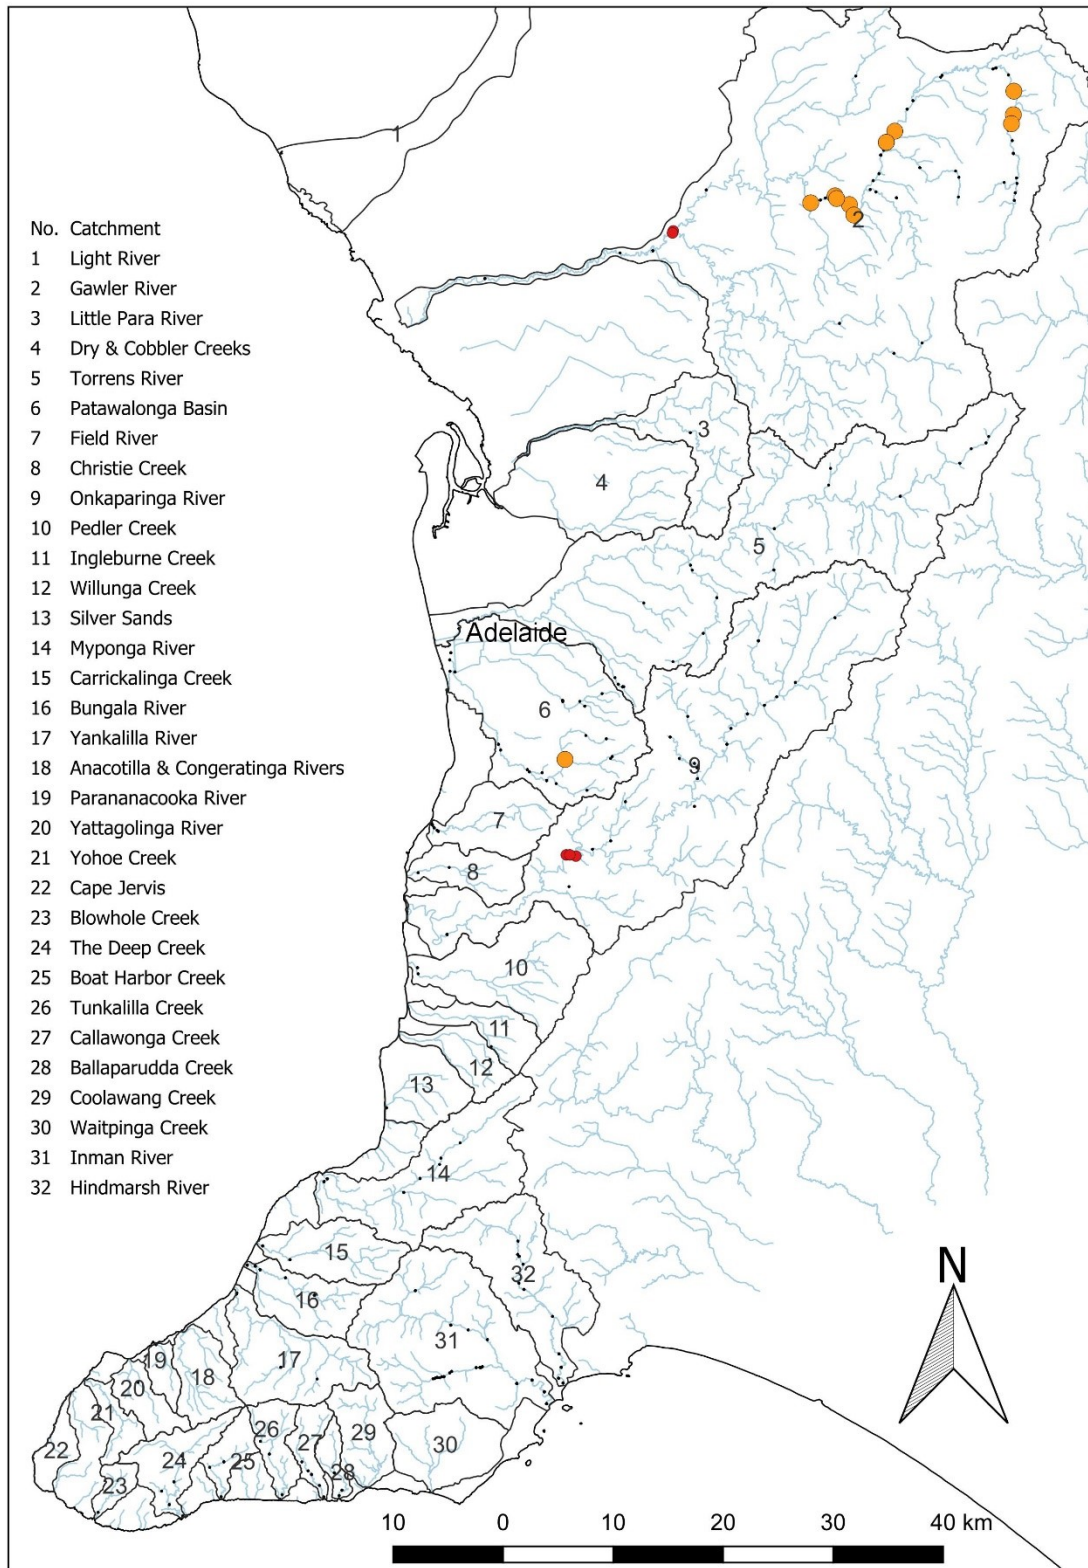 1
2
No. Catchment
1 Light River
2 Gawler River
3 Little Para River
4 Dry & Cobbler Creeks
5 Torrens River
6 Patawalonga Basin
7 Field River
8 Christie Creek
9 Onkaparinga River
10 Pedler Creek
11 Ingleburne Creek
12 Willunga Creek
13 Silver Sands
14 Myponga River
15 Carrickalinga Creek
16 Bungala River
17 Yankalilla River
18 Anacotilla & Congeratinga Rivers
19 Parananacooka River
20 Yattagolinga River
21 Yohoe Creek
22 Cape Jervis
23 Blowhole Creek
24 The Deep Creek
25 Boat Harbor Creek
26 Tunkalilla Creek
27 Callawonga Creek
28 Ballaparudda Creek
29 Coolawang Creek
30 Waitpinga Creek
31 Inman River
32 Hindmarsh River
3
4
5
Adelaide
6
9
7
8
10
11
12
13
14
15
32
16
31
17
19
18
20
21
22
26
27
29
30
24
25
28
23
N
10 0 10 20 30 40 km